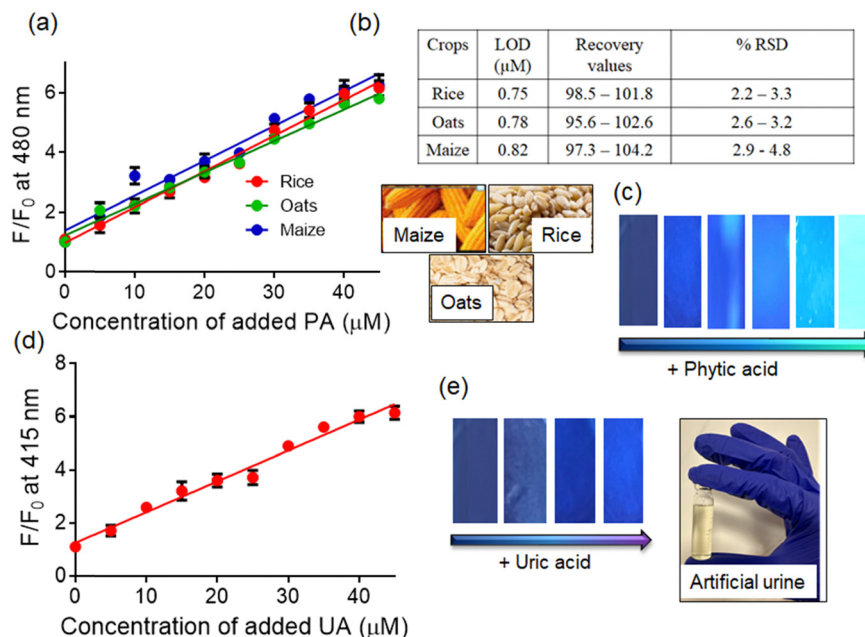 (a)
F/F₀ at 480 nm
6
4
2
0
Rice
Oats
Maize
0 10 20 30 40
Concentration of added PA (μM)
(b)
Crops LOD (μM) Recovery values % RSD
Rice 0.75 98.5 – 101.8 2.2 – 3.3
Oats 0.78 95.6 – 102.6 2.6 – 3.2
Maize 0.82 97.3 – 104.2 2.9 - 4.8
Maize
Rice
Oats
(c)
+ Phytic acid
(d)
F/F₀ at 415 nm
8
6
4
2
0
0 10 20 30 40
Concentration of added UA (μM)
(e)
+ Uric acid
Artificial urine